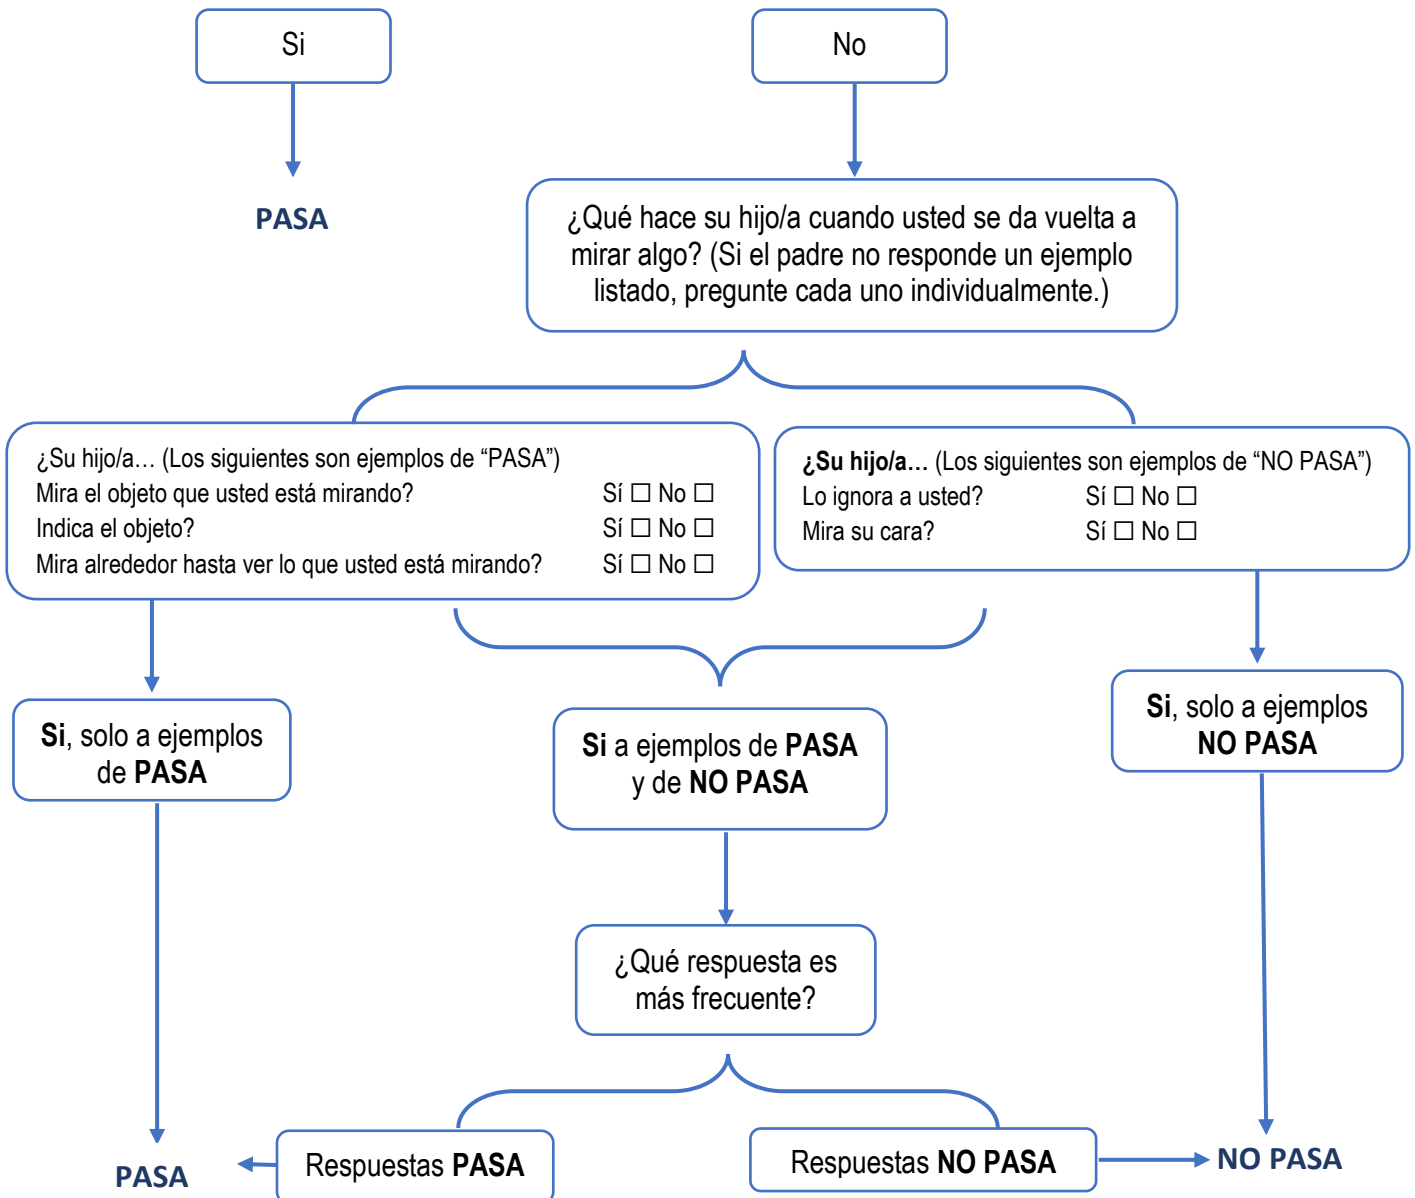 Si
No
PASA
¿Qué hace su hijo/a cuando usted se da vuelta a
mirar algo? (Si el padre no responde un ejemplo
listado, pregunte cada uno individualmente.)
¿Su hijo/a… (Los siguientes son ejemplos de “PASA”)
Mira el objeto que usted está mirando? Sí ☐ No ☐
Indica el objeto? Sí ☐ No ☐
Mira alrededor hasta ver lo que usted está mirando? Sí ☐ No ☐
¿Su hijo/a… (Los siguientes son ejemplos de “NO PASA”)
Lo ignora a usted? Sí ☐ No ☐
Mira su cara? Sí ☐ No ☐
Si, solo a ejemplos
de PASA
Si a ejemplos de PASA
y de NO PASA
Si, solo a ejemplos
NO PASA
¿Qué respuesta es
más frecuente?
PASA
Respuestas PASA
Respuestas NO PASA
NO PASA